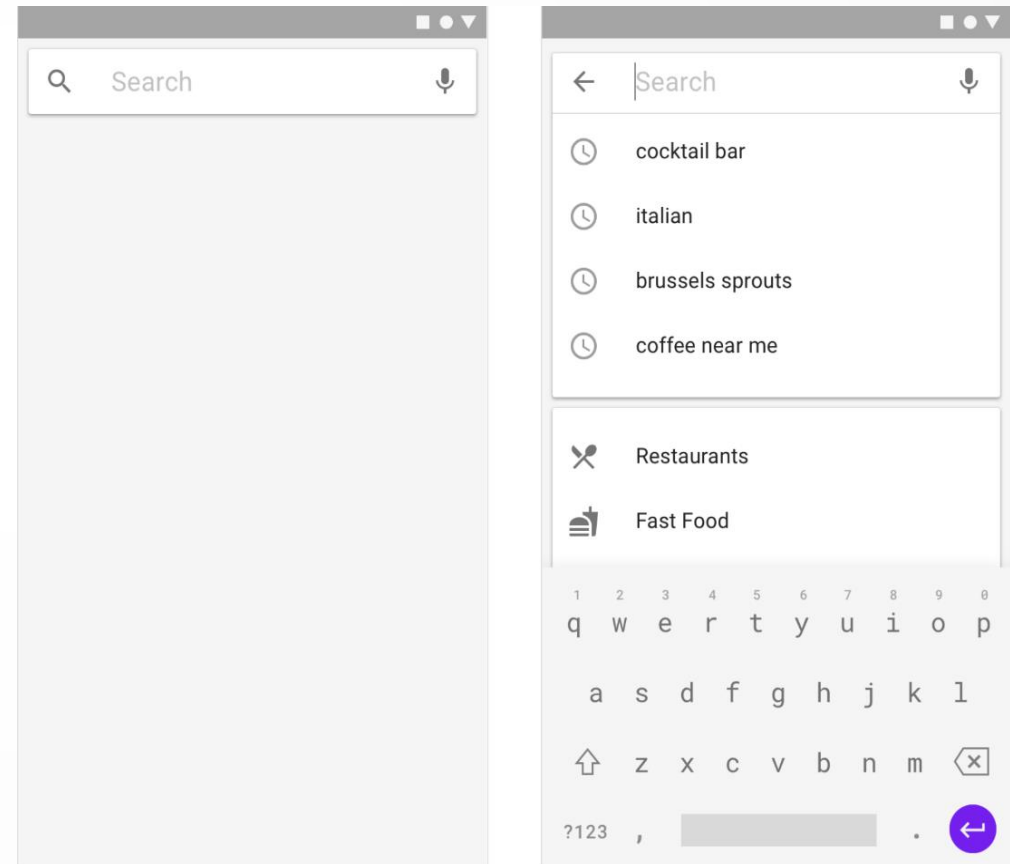 Search
Search
cocktail bar
italian
brussels sprouts
coffee near me
Restaurants
Fast Food
1 2 3 4 5 6 7 8 9 0
q w e r t y u i o p
a s d f g h j k l
z x c v b n m
?123 , .